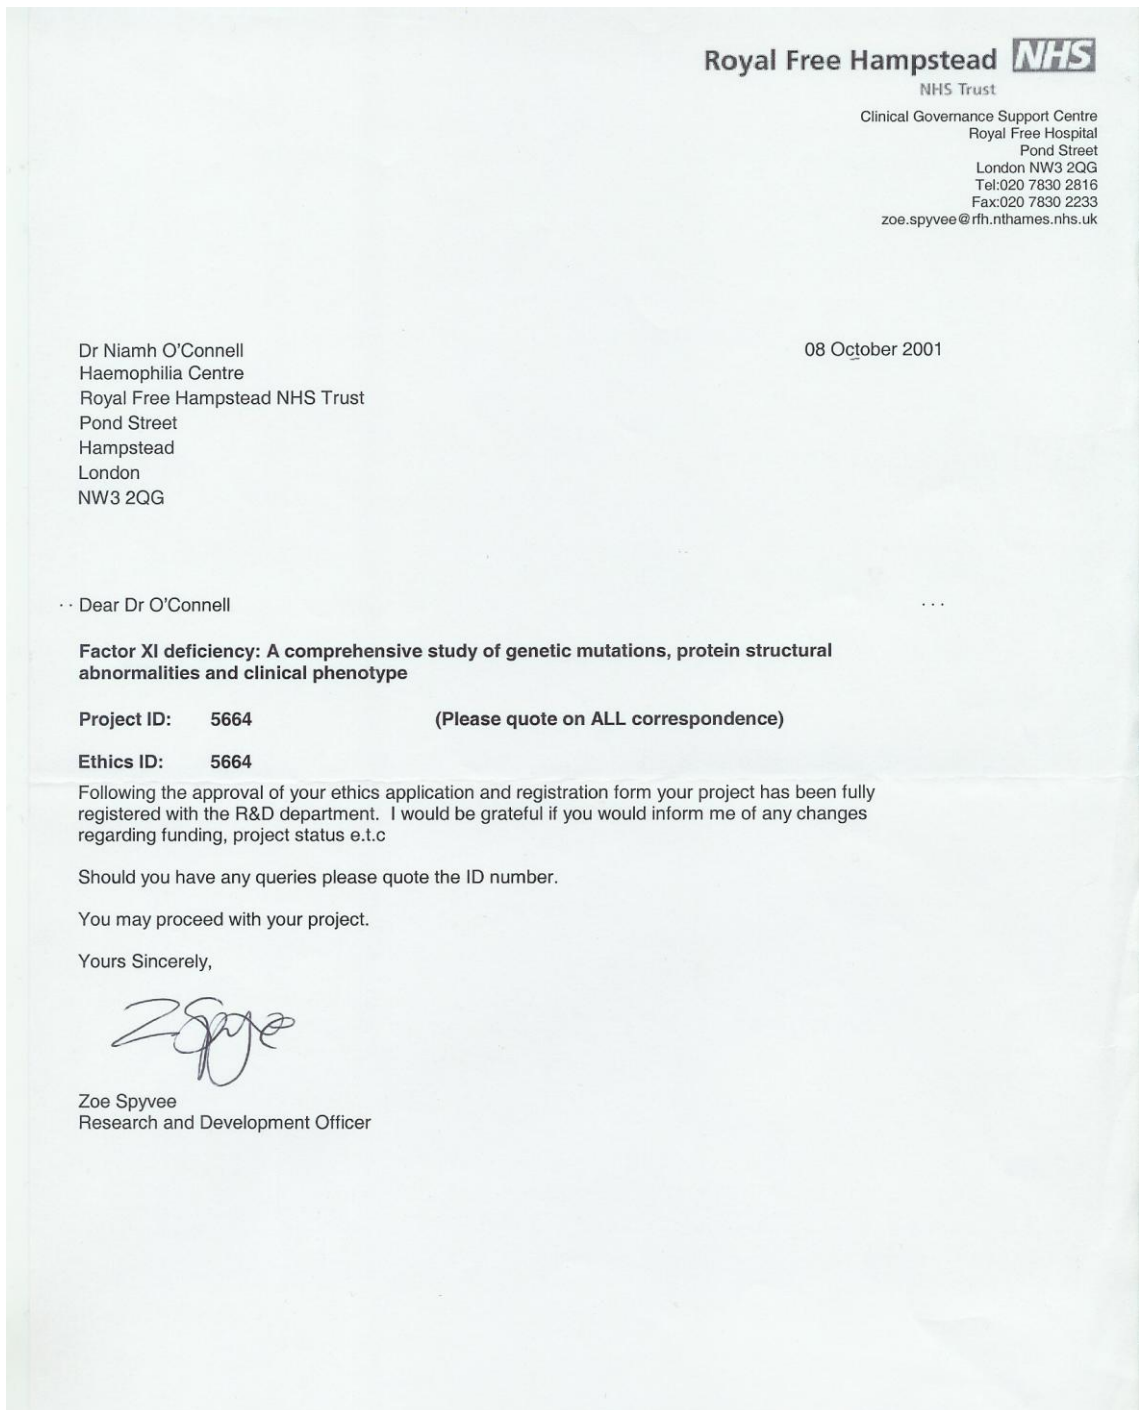 Royal Free Hampstead NHS
NHS Trust
Clinical Governance Support Centre
Royal Free Hospital
Pond Street
London NW3 2QG
Tel:020 7830 2816
Fax:020 7830 2233
zoe.spyvee@rfh.nthames.nhs.uk
Dr Niamh O'Connell
08 October 2001
Haemophilia Centre
Royal Free Hampstead NHS Trust
Pond Street
Hampstead
London
NW3 2QG
Dear Dr O'Connell
Factor XI deficiency: A comprehensive study of genetic mutations, protein structural
abnormalities and clinical phenotype
Project ID: 5664 (Please quote on ALL correspondence)
Ethics ID: 5664
Following the approval of your ethics application and registration form your project has been fully
registered with the R&D department. I would be grateful if you would inform me of any changes
regarding funding, project status e.t.c
Should you have any queries please quote the ID number.
You may proceed with your project.
Yours Sincerely,
Z Spyvee
Zoe Spyvee
Research and Development Officer